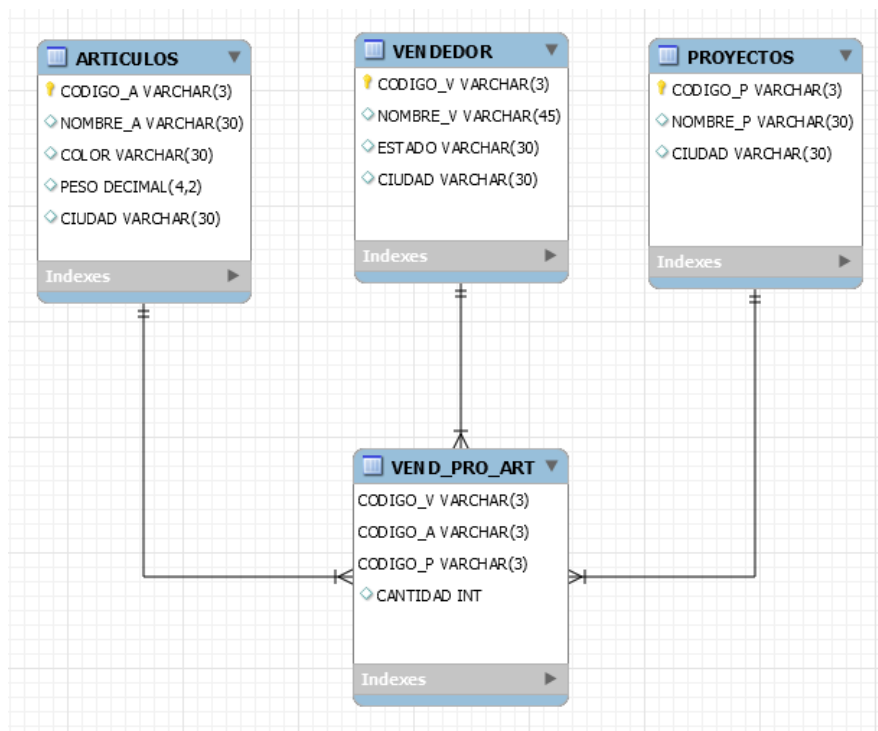 ARTICULOS
CODIGO_A VARCHAR(3)
NOMBRE_A VARCHAR(30)
COLOR VARCHAR(30)
PESO DECIMAL(4,2)
CIUDAD VARCHAR(30)
Indexes
VENDEDOR
CODIGO_V VARCHAR(3)
NOMBRE_V VARCHAR(45)
ESTADO VARCHAR(30)
CIUDAD VARCHAR(30)
Indexes
PROYECTOS
CODIGO_P VARCHAR(3)
NOMBRE_P VARCHAR(30)
CIUDAD VARCHAR(30)
Indexes
VEND_PRO_ART
CODIGO_V VARCHAR(3)
CODIGO_A VARCHAR(3)
CODIGO_P VARCHAR(3)
CANTIDAD INT
Indexes